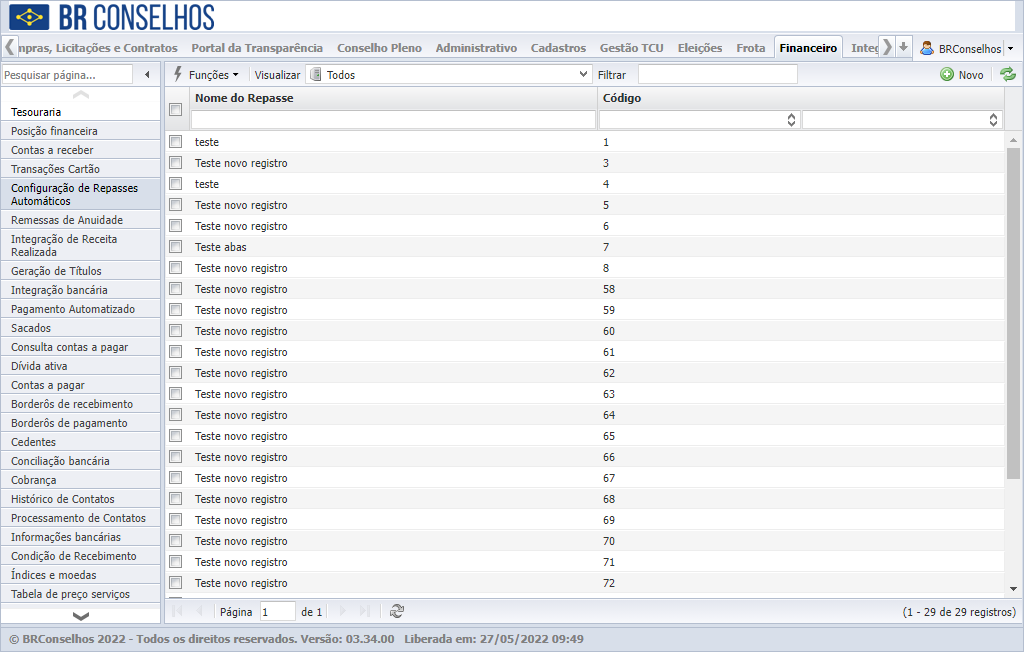 BR CONSELHOS
mpras, Licitações e Contratos Portal da Transparência Conselho Pleno Administrativo Cadastros Gestão TCU Eleições Frota Financeiro Integ BRConselhos
Pesquisar página... Funções Visualizar Todos Filtrar Novo
Tesouraria
Posição financeira
Contas a receber
Transações Cartão
Configuração de Repasses
Automáticos
Remessas de Anuidade
Integração de Receita
Realizada
Geração de Títulos
Integração bancária
Pagamento Automatizado
Sacados
Consulta contas a pagar
Dívida ativa
Contas a pagar
Borderôs de recebimento
Borderôs de pagamento
Cedentes
Conciliação bancária
Cobrança
Histórico de Contatos
Processamento de Contatos
Informações bancárias
Condição de Recebimento
Índices e moedas
Tabela de preço serviços
Nome do Repasse Código
teste 1
Teste novo registro 3
teste 4
Teste novo registro 5
Teste novo registro 6
Teste abas 7
Teste novo registro 8
Teste novo registro 58
Teste novo registro 59
Teste novo registro 60
Teste novo registro 61
Teste novo registro 62
Teste novo registro 63
Teste novo registro 64
Teste novo registro 65
Teste novo registro 66
Teste novo registro 67
Teste novo registro 68
Teste novo registro 69
Teste novo registro 70
Teste novo registro 71
Teste novo registro 72
Página 1 de 1 (1 - 29 de 29 registros)
© BRConselhos 2022 - Todos os direitos reservados. Versão: 03.34.00 Liberada em: 27/05/2022 09:49